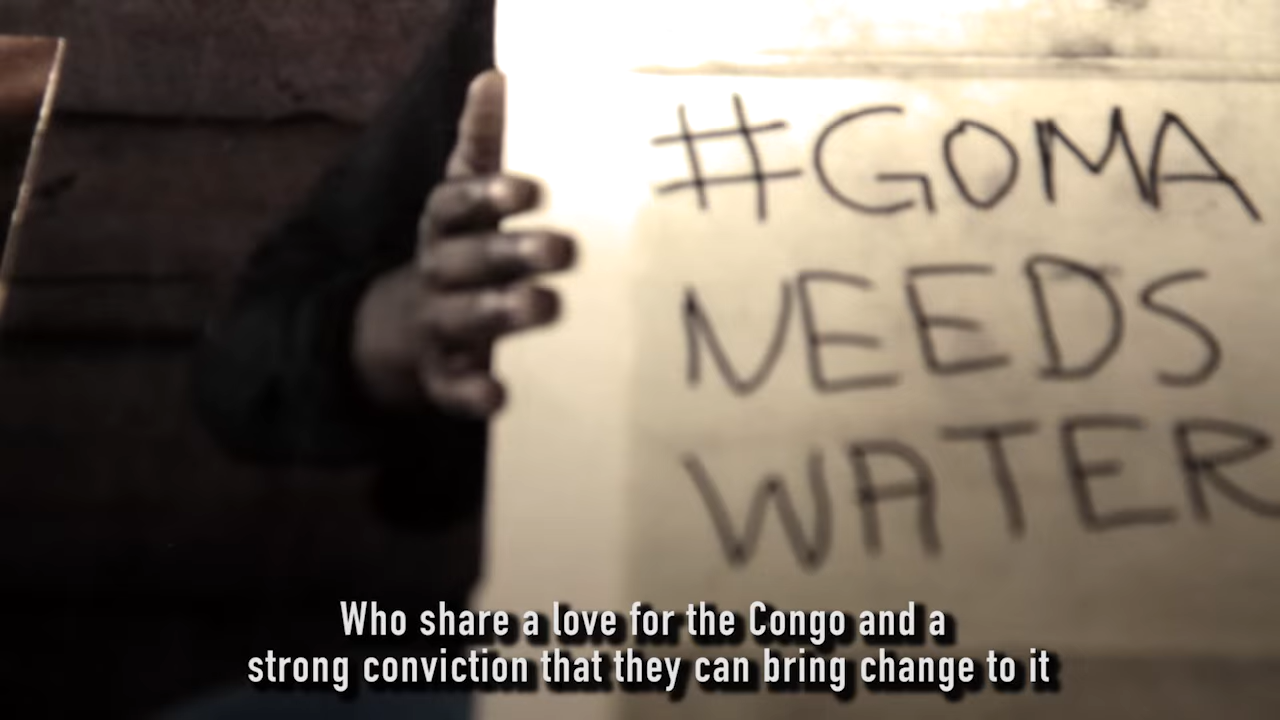 #GOMA
NEEDS
WATER
Who share a love for the Congo and a
strong conviction that they can bring change to it